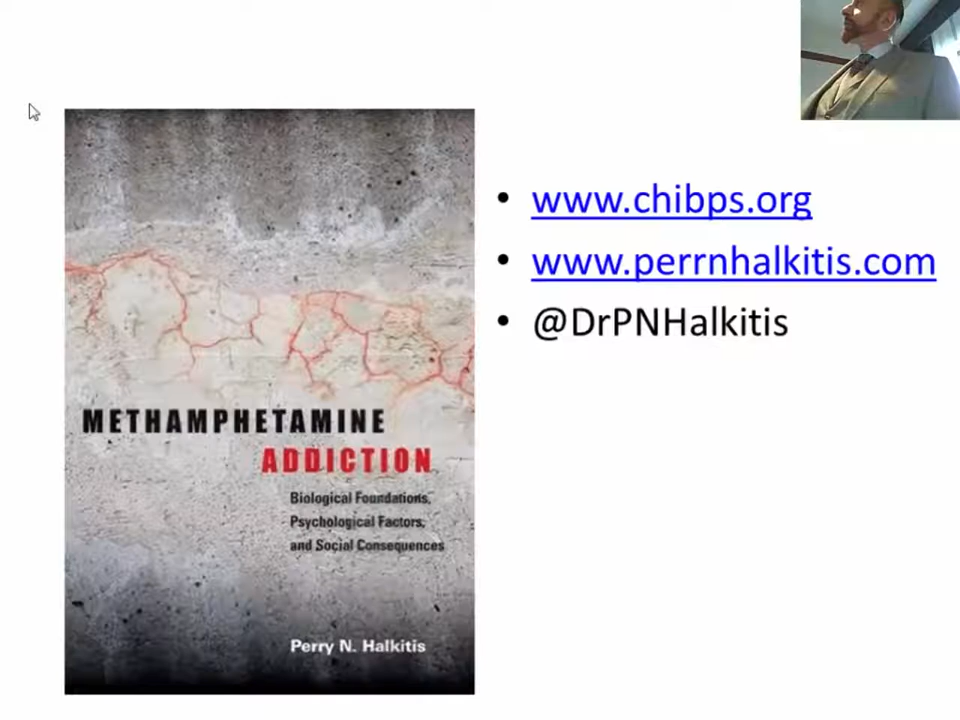 METHAMPHETAMINE
ADDICTION
Biological Foundations,
Psychological Factors,
and Social Consequences
Perry N. Halkitis
• www.chibps.org
• www.perrnhalkitis.com
• @DrPNHalkitis